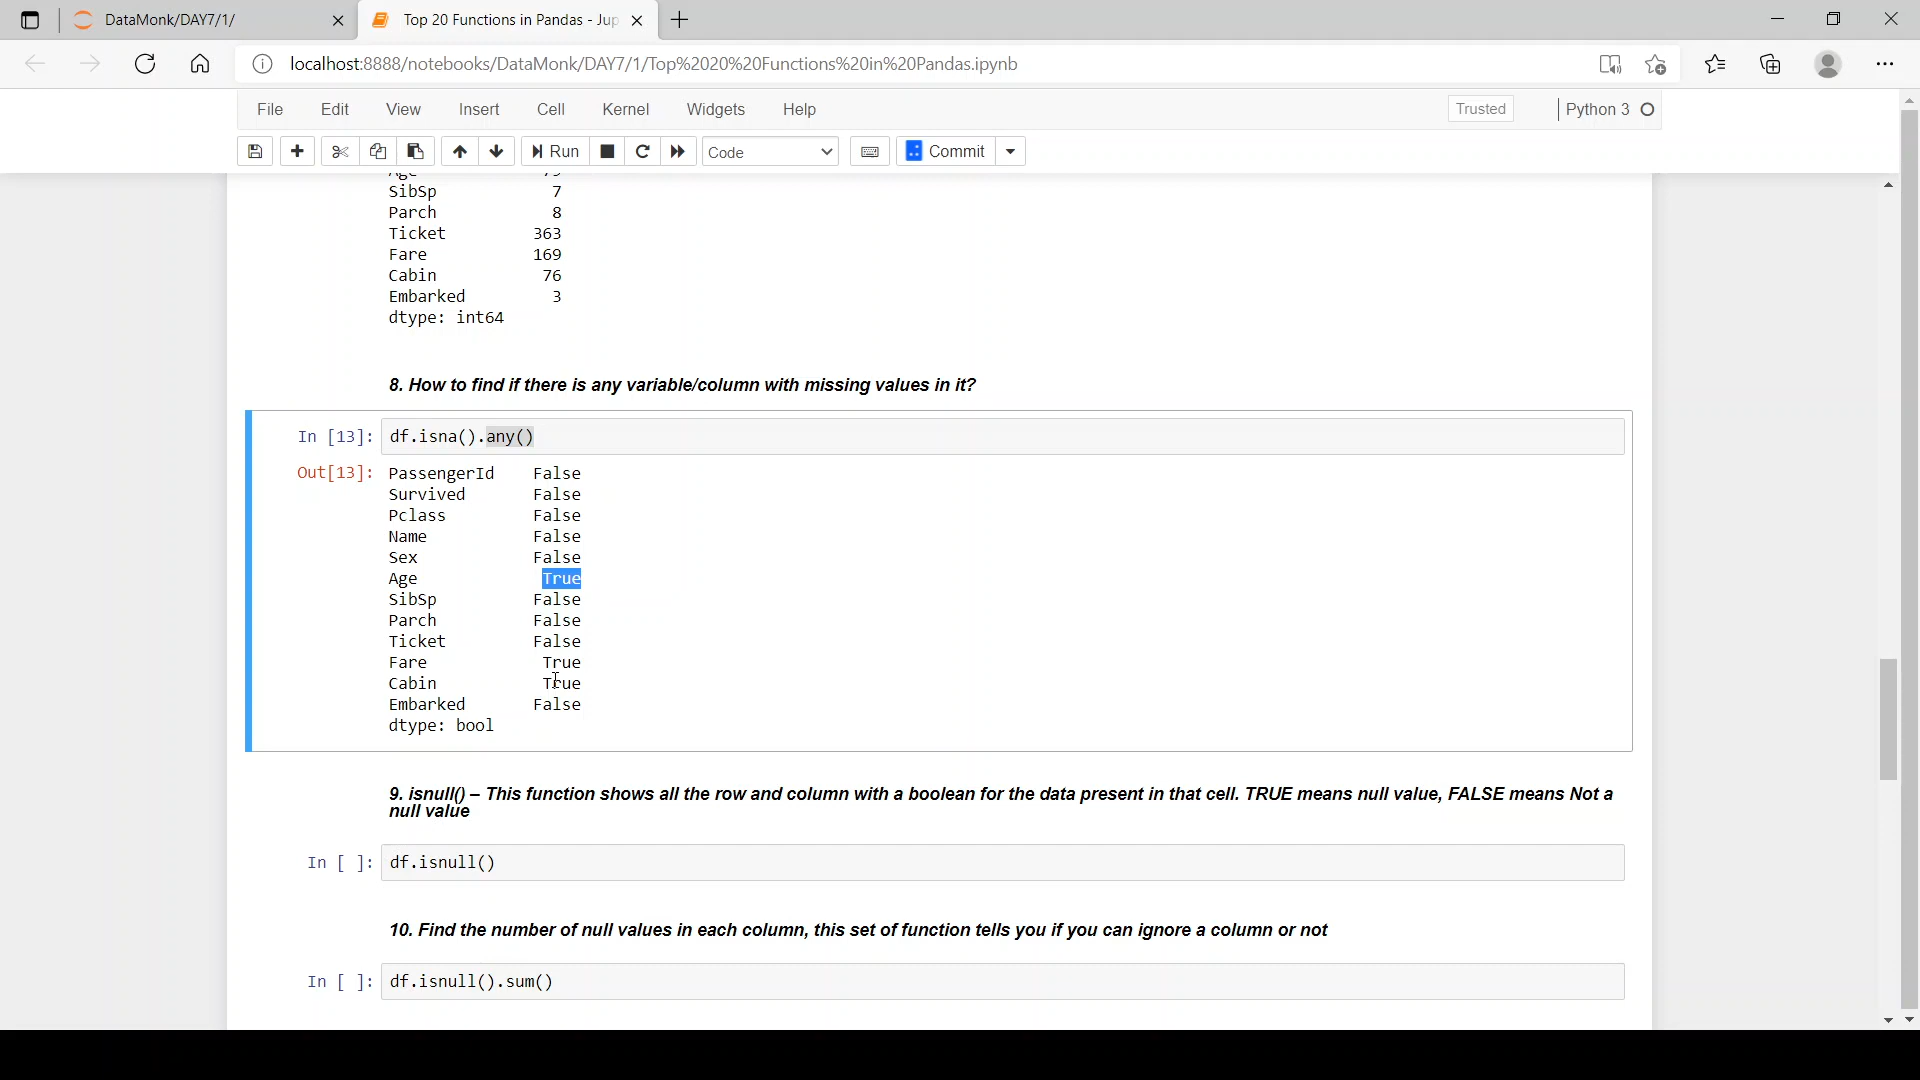 DataMonk/DAY7/1/
Top 20 Functions in Pandas - Jup
localhost:8888/notebooks/DataMonk/DAY7/1/Top%2020%20Functions%20in%20Pandas.ipynb
File Edit View Insert Cell Kernel Widgets Help Trusted Python 3
Run Code Commit
SibSp 7
Parch 8
Ticket 363
Fare 169
Cabin 76
Embarked 3
dtype: int64
8. How to find if there is any variable/column with missing values in it?
In [13]: df.isna().any()
Out[13]: PassengerId False
Survived False
Pclass False
Name False
Sex False
Age True
SibSp False
Parch False
Ticket False
Fare True
Cabin True
Embarked False
dtype: bool
9. isnull() – This function shows all the row and column with a boolean for the data present in that cell. TRUE means null value, FALSE means Not a
null value
In [ ]: df.isnull()
10. Find the number of null values in each column, this set of function tells you if you can ignore a column or not
In [ ]: df.isnull().sum()